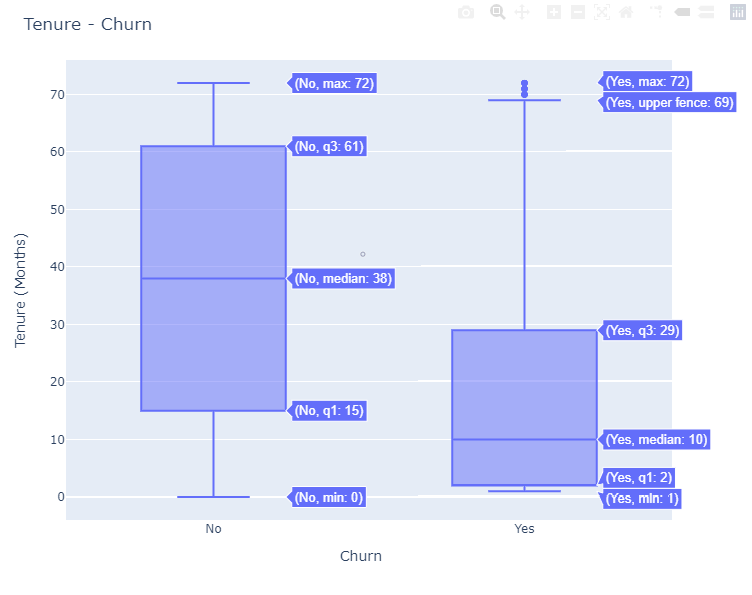 Tenure - Churn
(No, max: 72)
(Yes, max: 72)
(Yes, upper fence: 69)
70
(No, q3: 61)
60
50
Tenure (Months)
40
(No, median: 38)
30
(Yes, q3: 29)
20
(No, q1: 15)
10
(Yes, median: 10)
(Yes, q1: 2)
0
(No, min: 0)
(Yes, min: 1)
No
Yes
Churn